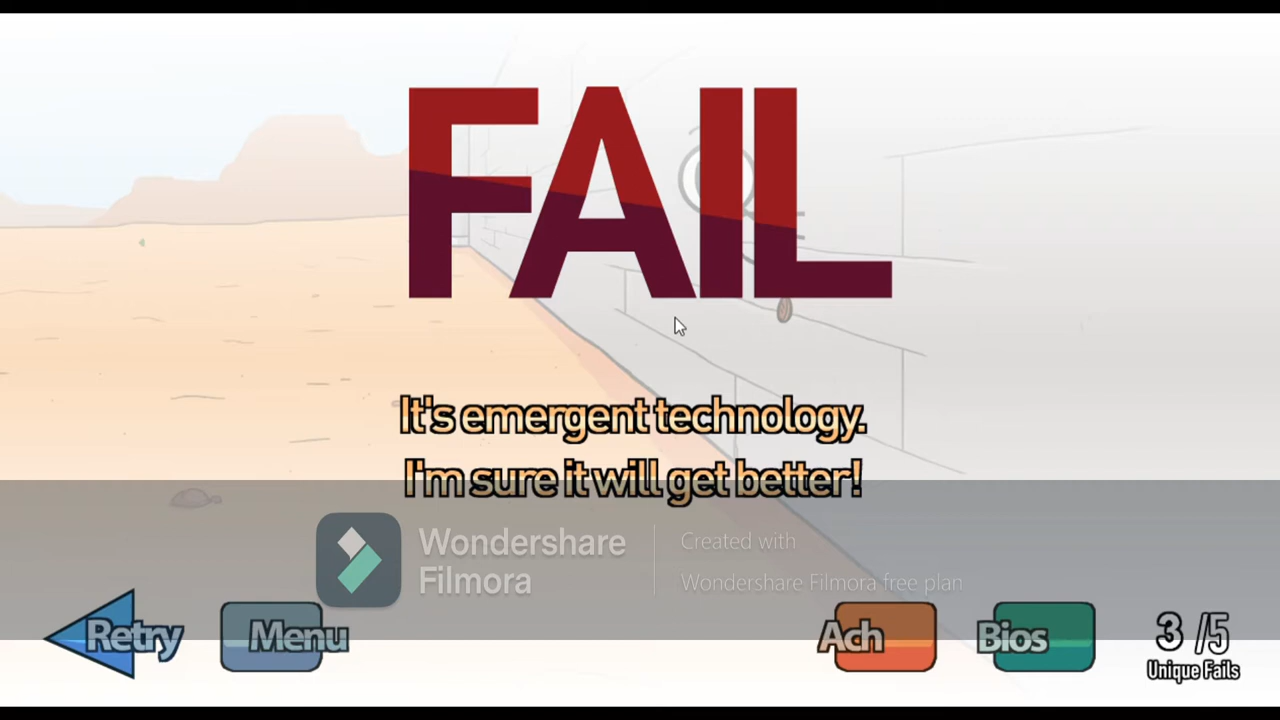 FAIL
It's emergent technology.
I'm sure it will get better!
Wondershare
Filmora
Created with
Wondershare Filmora free plan
Retry
Menu
Ach
Bios
3 /5
Unique Fails